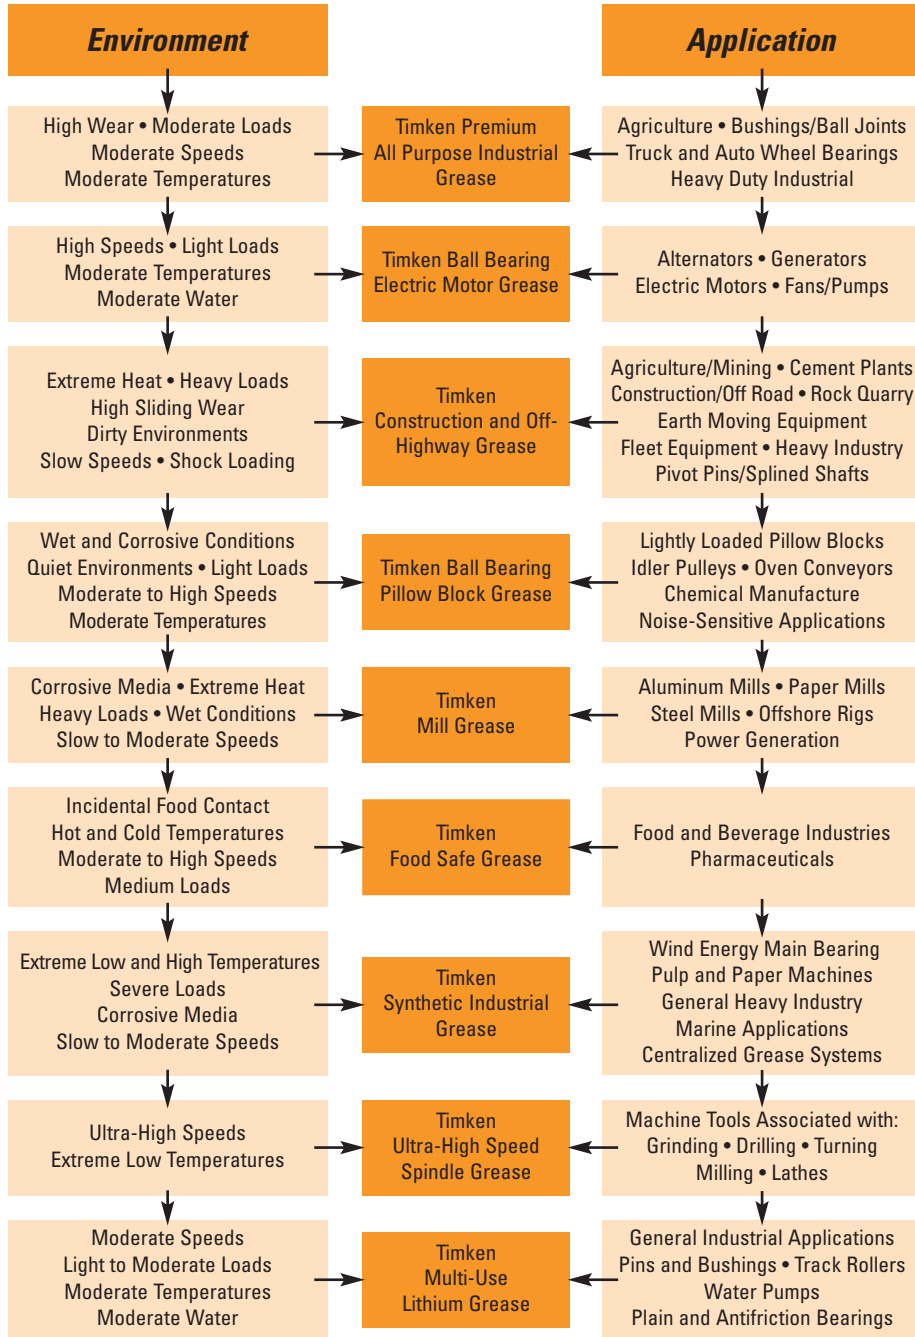 Environment
Application
High Wear • Moderate Loads
Moderate Speeds
Moderate Temperatures
Timken Premium
All Purpose Industrial
Grease
Agriculture • Bushings/Ball Joints
Truck and Auto Wheel Bearings
Heavy Duty Industrial
High Speeds • Light Loads
Moderate Temperatures
Moderate Water
Timken Ball Bearing
Electric Motor Grease
Alternators • Generators
Electric Motors • Fans/Pumps
Extreme Heat • Heavy Loads
High Sliding Wear
Dirty Environments
Slow Speeds • Shock Loading
Timken
Construction and Off-
Highway Grease
Agriculture/Mining • Cement Plants
Construction/Off Road • Rock Quarry
Earth Moving Equipment
Fleet Equipment • Heavy Industry
Pivot Pins/Splined Shafts
Wet and Corrosive Conditions
Quiet Environments • Light Loads
Moderate to High Speeds
Moderate Temperatures
Timken Ball Bearing
Pillow Block Grease
Lightly Loaded Pillow Blocks
Idler Pulleys • Oven Conveyors
Chemical Manufacture
Noise-Sensitive Applications
Corrosive Media • Extreme Heat
Heavy Loads • Wet Conditions
Slow to Moderate Speeds
Timken
Mill Grease
Aluminum Mills • Paper Mills
Steel Mills • Offshore Rigs
Power Generation
Incidental Food Contact
Hot and Cold Temperatures
Moderate to High Speeds
Medium Loads
Timken
Food Safe Grease
Food and Beverage Industries
Pharmaceuticals
Extreme Low and High Temperatures
Severe Loads
Corrosive Media
Slow to Moderate Speeds
Timken
Synthetic Industrial
Grease
Wind Energy Main Bearing
Pulp and Paper Machines
General Heavy Industry
Marine Applications
Centralized Grease Systems
Ultra-High Speeds
Extreme Low Temperatures
Timken
Ultra-High Speed
Spindle Grease
Machine Tools Associated with:
Grinding • Drilling • Turning
Milling • Lathes
Moderate Speeds
Light to Moderate Loads
Moderate Temperatures
Moderate Water
Timken
Multi-Use
Lithium Grease
General Industrial Applications
Pins and Bushings • Track Rollers
Water Pumps
Plain and Antifriction Bearings